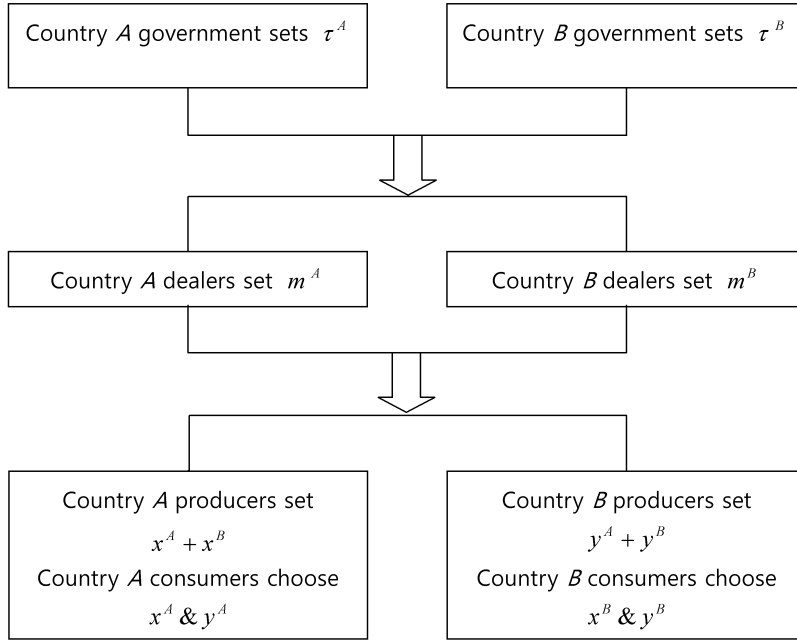 Country A government sets τ^A
Country B government sets τ^B
Country A dealers set m^A
Country B dealers set m^B
Country A producers set
x^A + x^B
Country A consumers choose
x^A & y^A
Country B producers set
y^A + y^B
Country B consumers choose
x^B & y^B